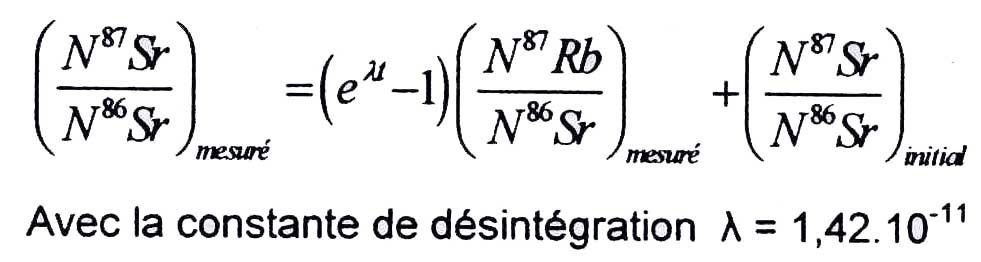 (N⁸⁷Sr / N⁸⁶Sr)mesuré = (e^λt − 1) (N⁸⁷Rb / N⁸⁶Sr)mesuré + (N⁸⁷Sr / N⁸⁶Sr)initial
Avec la constante de désintégration λ = 1,42.10⁻¹¹